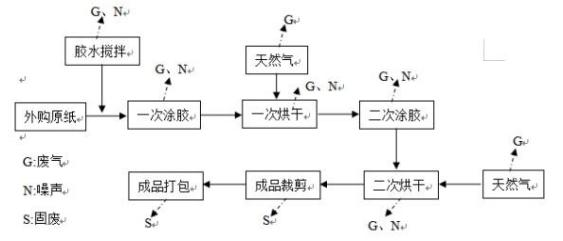 G、N
G
胶水搅拌
天然气
G、N
G、N
G、N
外购原纸
一次涂胶
一次烘干
二次涂胶
G:废气
G
N:噪声
成品打包
成品裁剪
二次烘干
天然气
S:固废
S
S
G、N